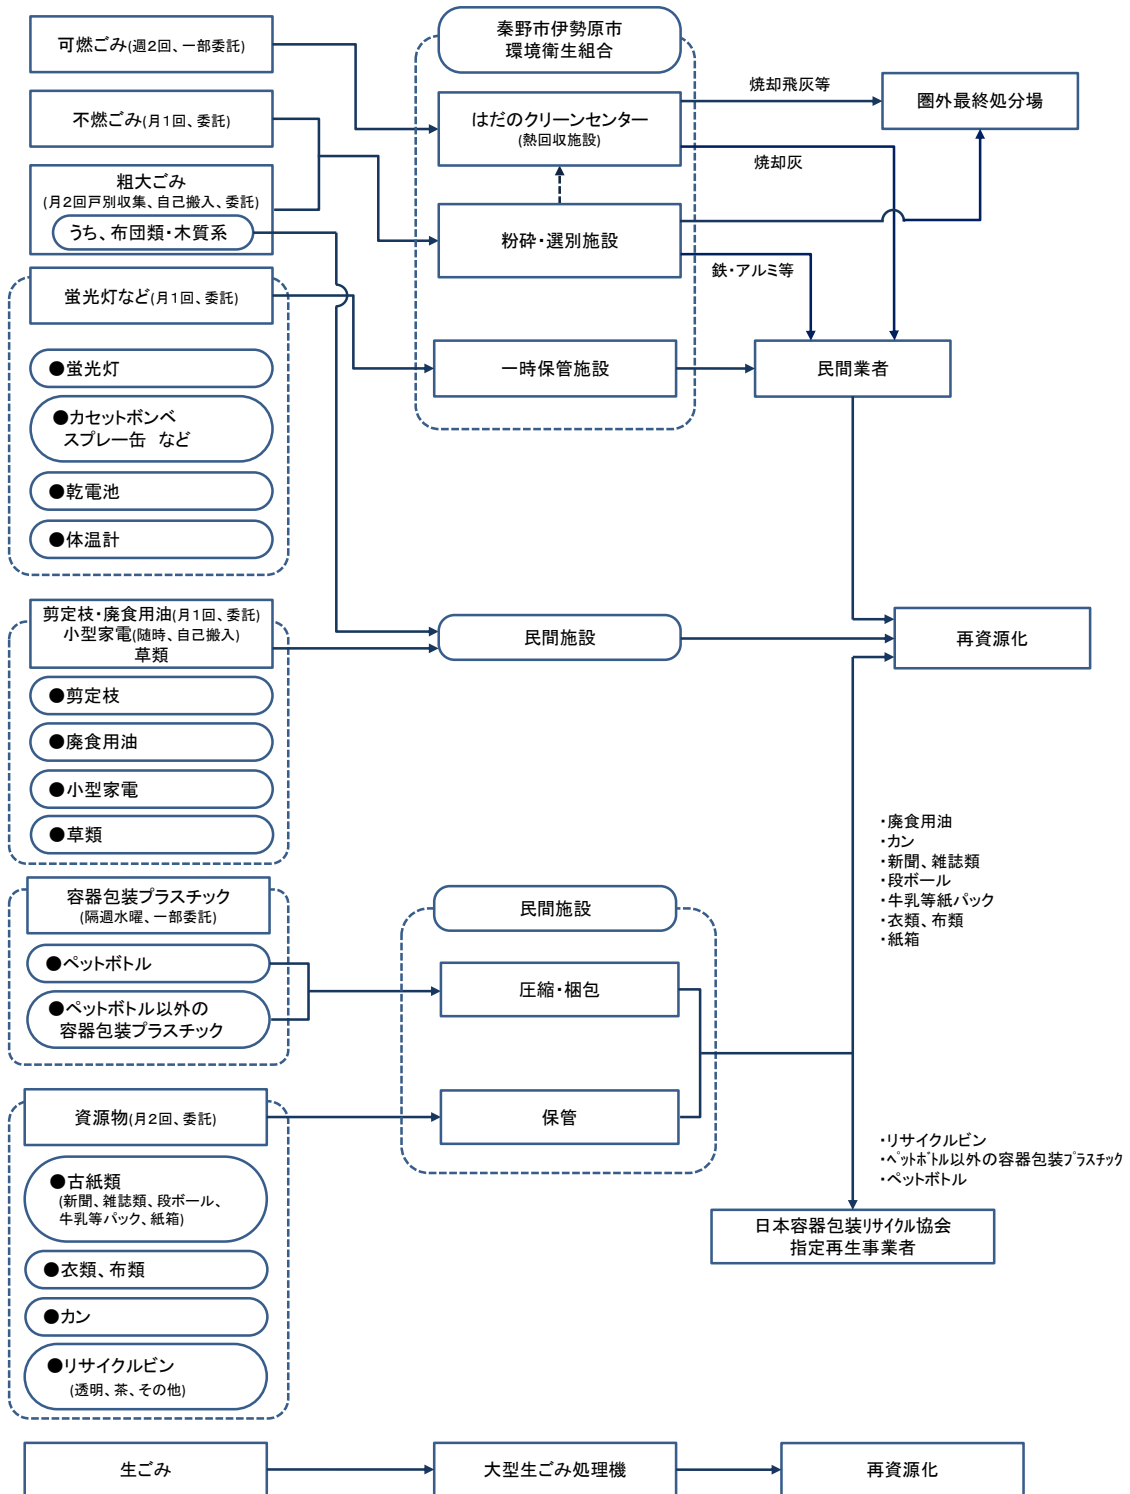 可燃ごみ(週2回、一部委託)
不燃ごみ(月1回、委託)
粗大ごみ
(月2回戸別収集、自己搬入、委託)
うち、布団類・木質系
蛍光灯など(月1回、委託)
●蛍光灯
●カセットボンベ
スプレー缶 など
●乾電池
●体温計
秦野市伊勢原市
環境衛生組合
はだのクリーンセンター
(熱回収施設)
粉砕・選別施設
一時保管施設
焼却飛灰等
焼却灰
鉄・アルミ等
圏外最終処分場
民間業者
剪定枝・廃食用油(月1回、委託)
小型家電(随時、自己搬入)
草類
●剪定枝
●廃食用油
●小型家電
●草類
民間施設
再資源化
容器包装プラスチック
(隔週水曜、一部委託)
●ペットボトル
●ペットボトル以外の
容器包装プラスチック
民間施設
圧縮・梱包
保管
・廃食用油
・カン
・新聞、雑誌類
・段ボール
・牛乳等紙パック
・衣類、布類
・紙箱
資源物(月2回、委託)
●古紙類
(新聞、雑誌類、段ボール、
牛乳等パック、紙箱)
●衣類、布類
●カン
●リサイクルビン
(透明、茶、その他)
・リサイクルビン
・ペットボトル以外の容器包装プラスチック
・ペットボトル
日本容器包装リサイクル協会
指定再生事業者
生ごみ
大型生ごみ処理機
再資源化